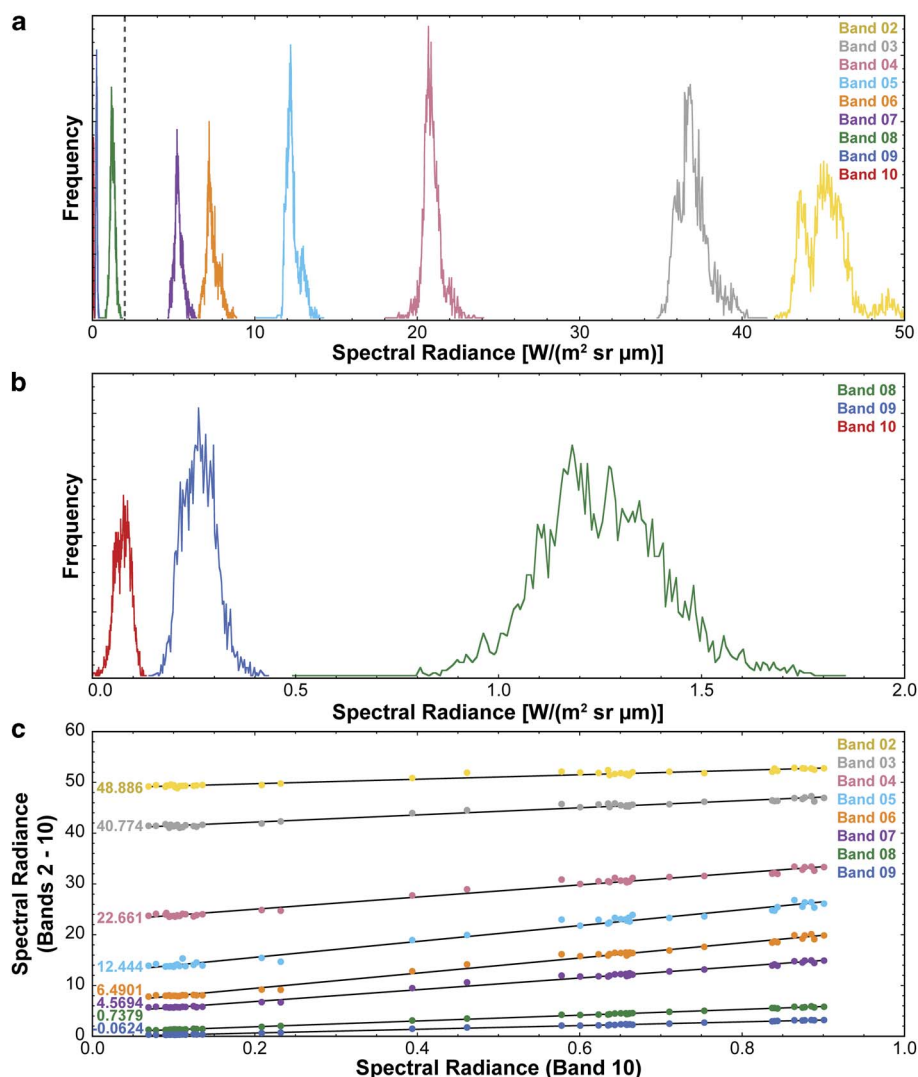 a
Frequency
Band 02
Band 03
Band 04
Band 05
Band 06
Band 07
Band 08
Band 09
Band 10
0 10 20 30 40 50
Spectral Radiance [W/(m² sr µm)]
b
Frequency
Band 08
Band 09
Band 10
0.0 0.5 1.0 1.5 2.0
Spectral Radiance [W/(m² sr µm)]
c
Spectral Radiance
(Bands 2 - 10)
60
50
40
30
20
10
0
48.886
40.774
22.661
12.444
6.4901
4.5694
0.7379
-0.0624
Band 02
Band 03
Band 04
Band 05
Band 06
Band 07
Band 08
Band 09
0.0 0.2 0.4 0.6 0.8 1.0
Spectral Radiance (Band 10)